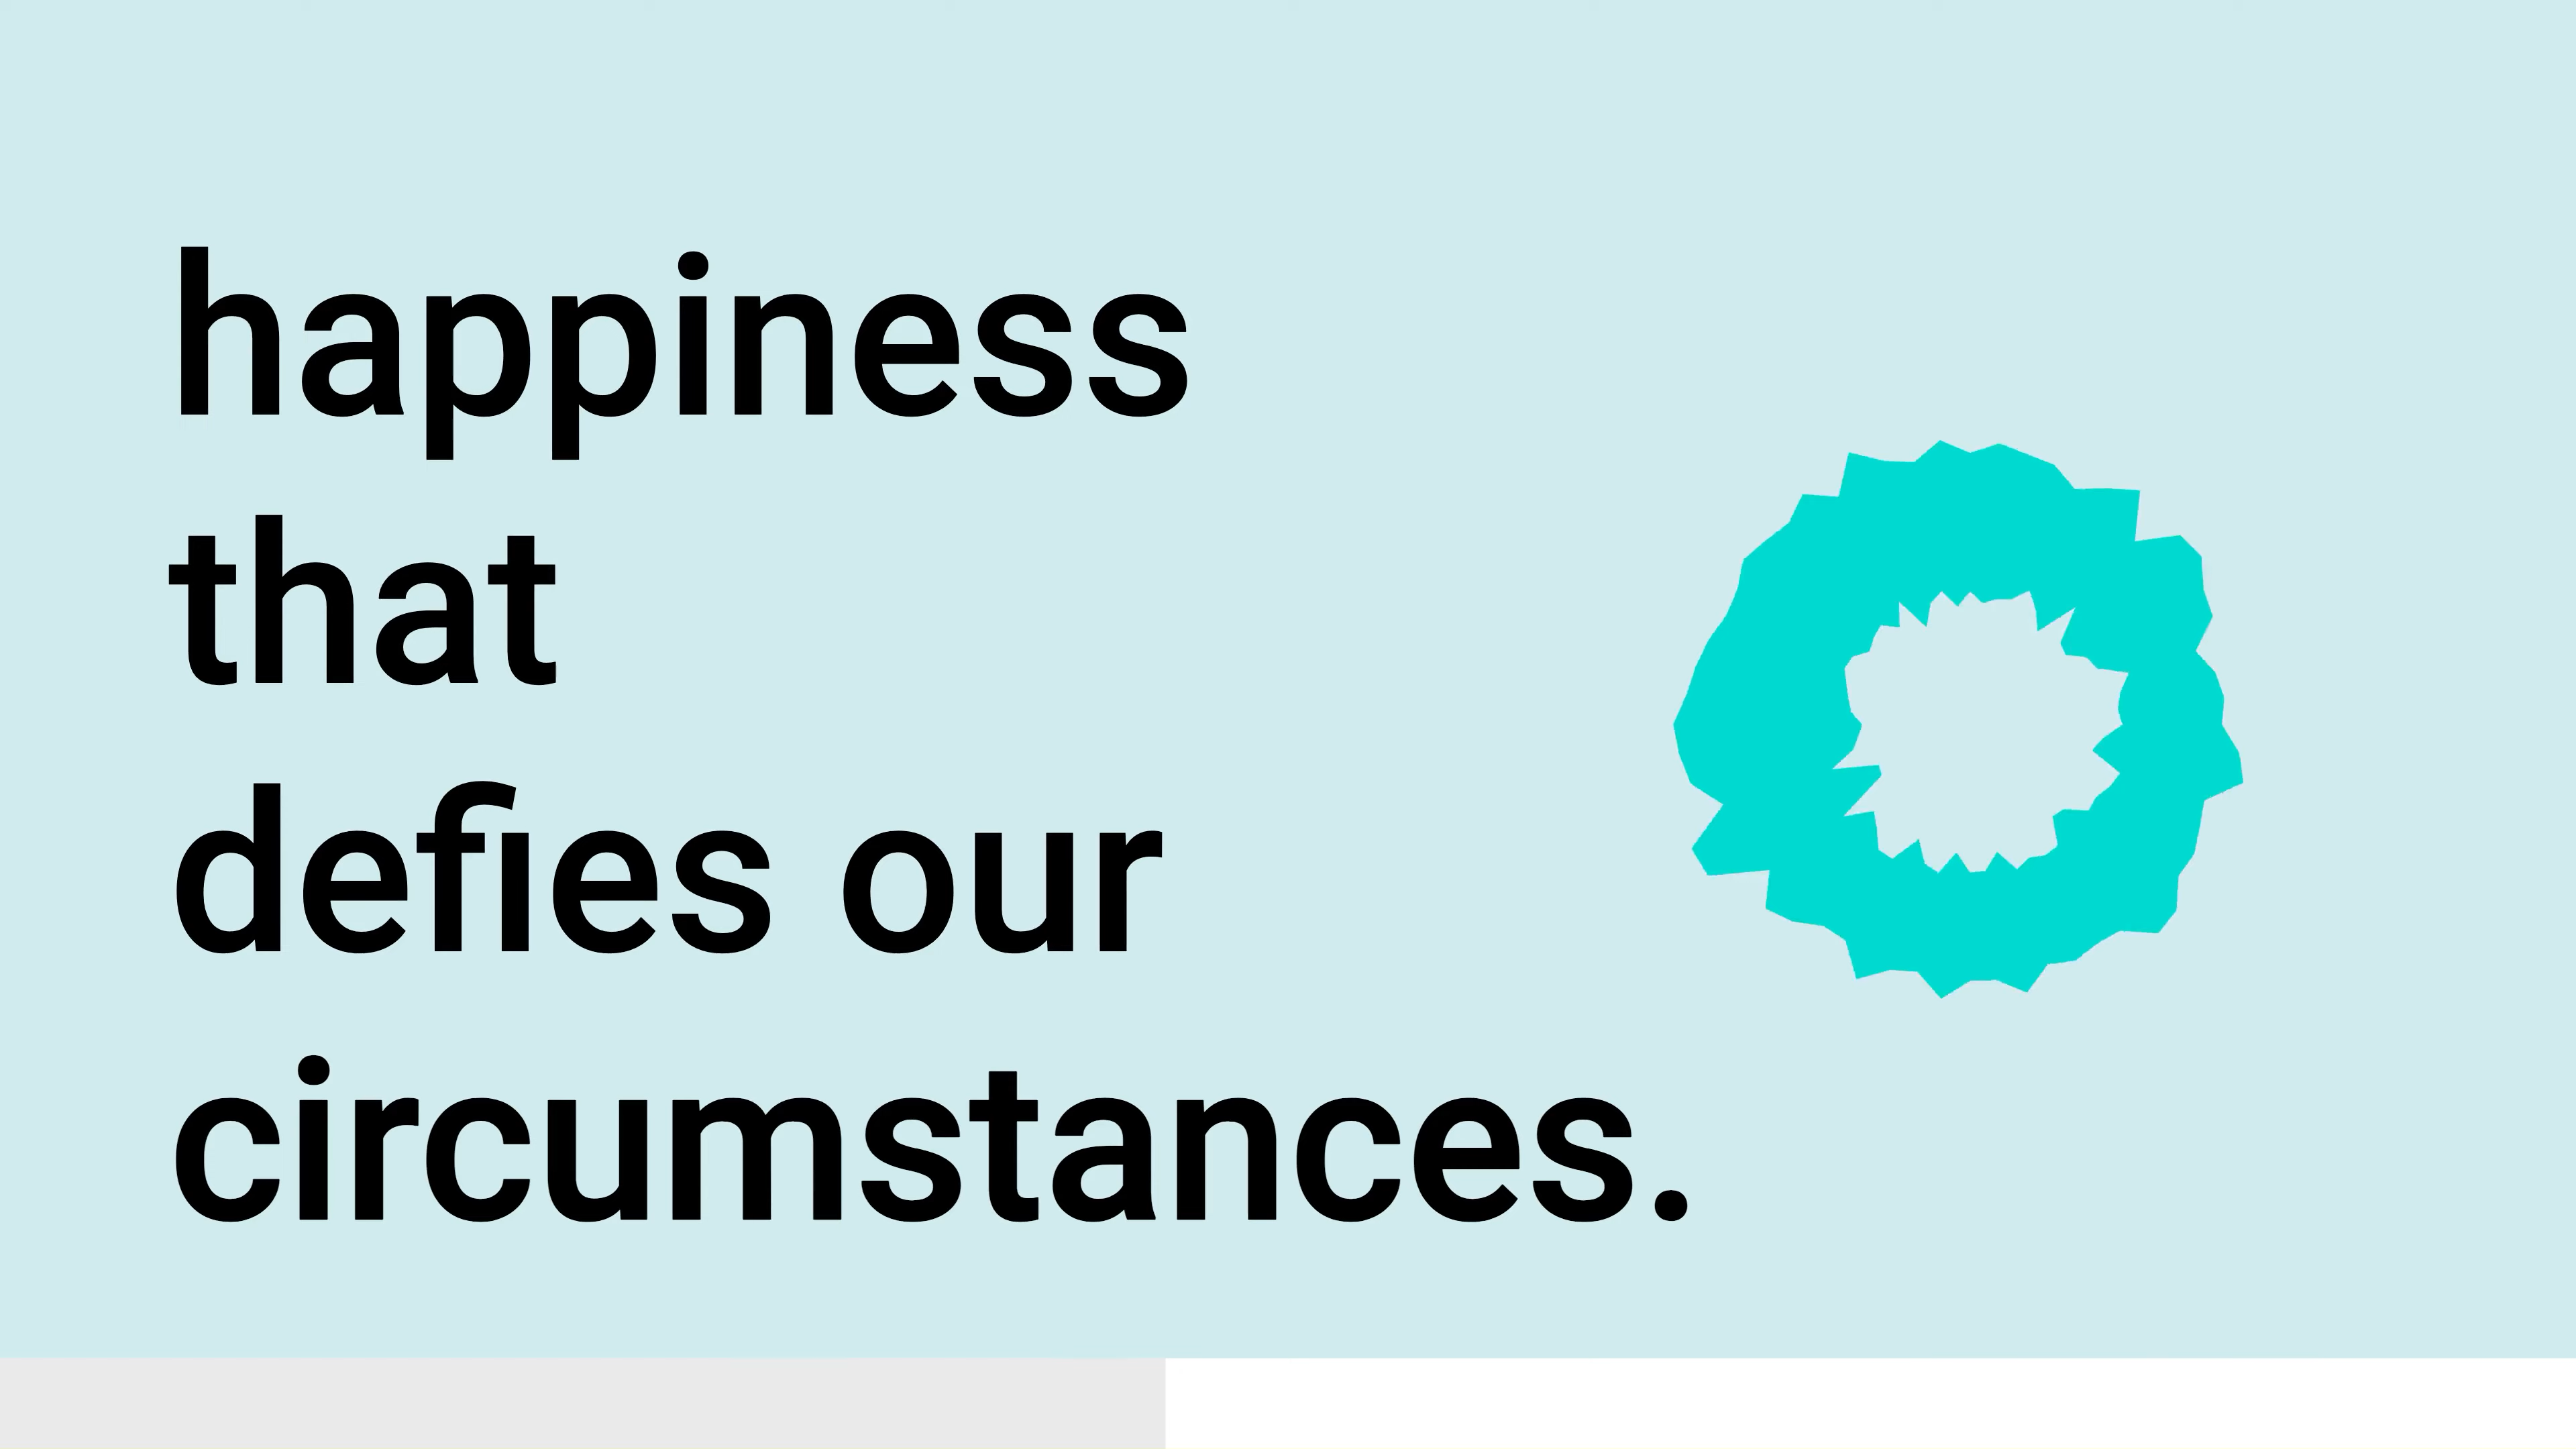 happiness
that
defies our
circumstances.